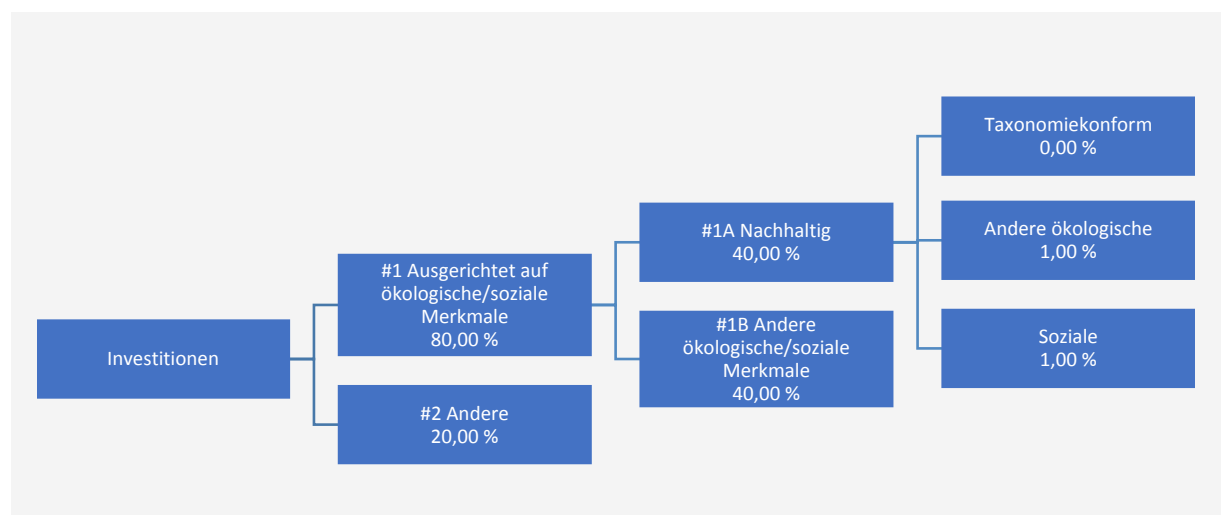 Investitionen
#1 Ausgerichtet auf
ökologische/soziale
Merkmale
80,00 %
#2 Andere
20,00 %
#1A Nachhaltig
40,00 %
#1B Andere
ökologische/soziale
Merkmale
40,00 %
Taxonomiekonform
0,00 %
Andere ökologische
1,00 %
Soziale
1,00 %